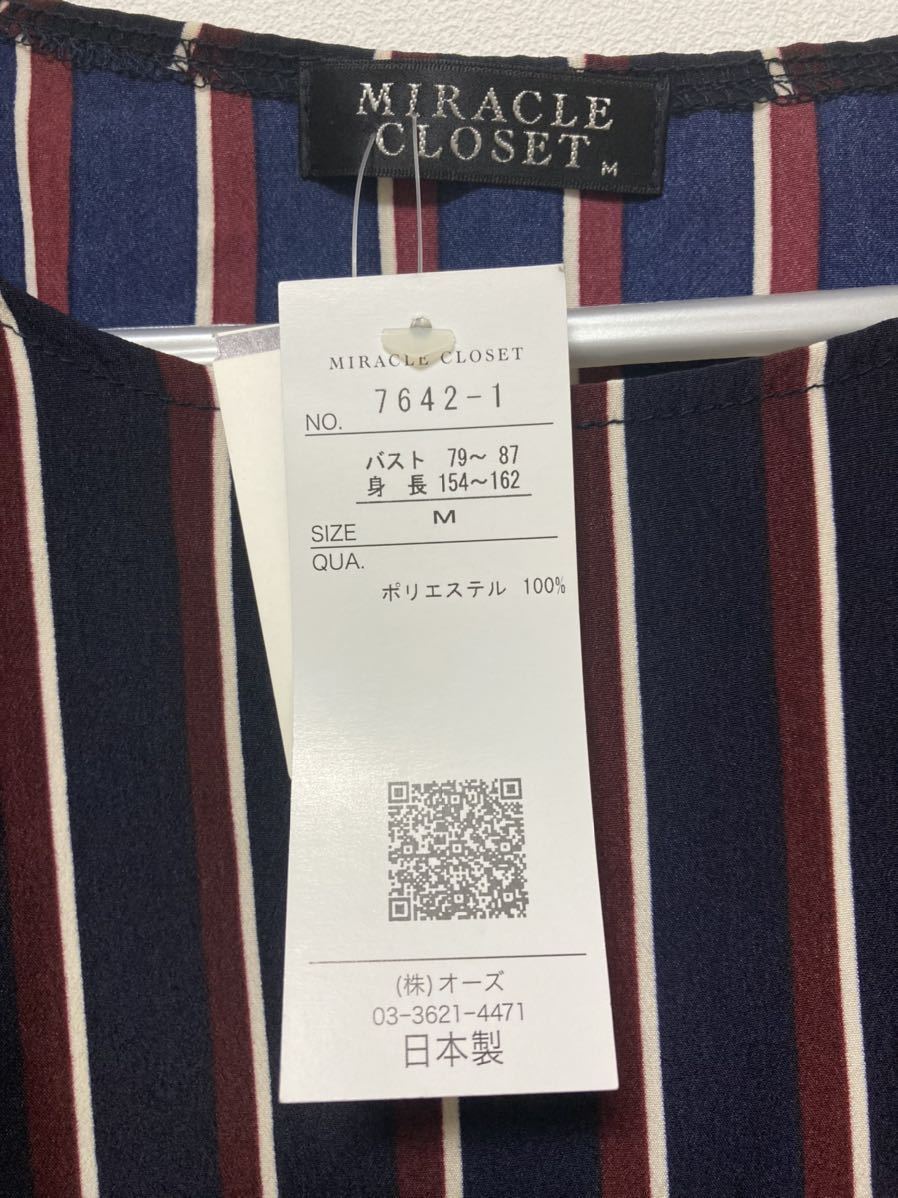 MIRACLE
CLOSET M
MIRACLE CLOSET
NO. 7642-1
バスト 79～87
身長 154～162
SIZE M
QUA.
ポリエステル 100%
(株)オーズ
03-3621-4471
日本製